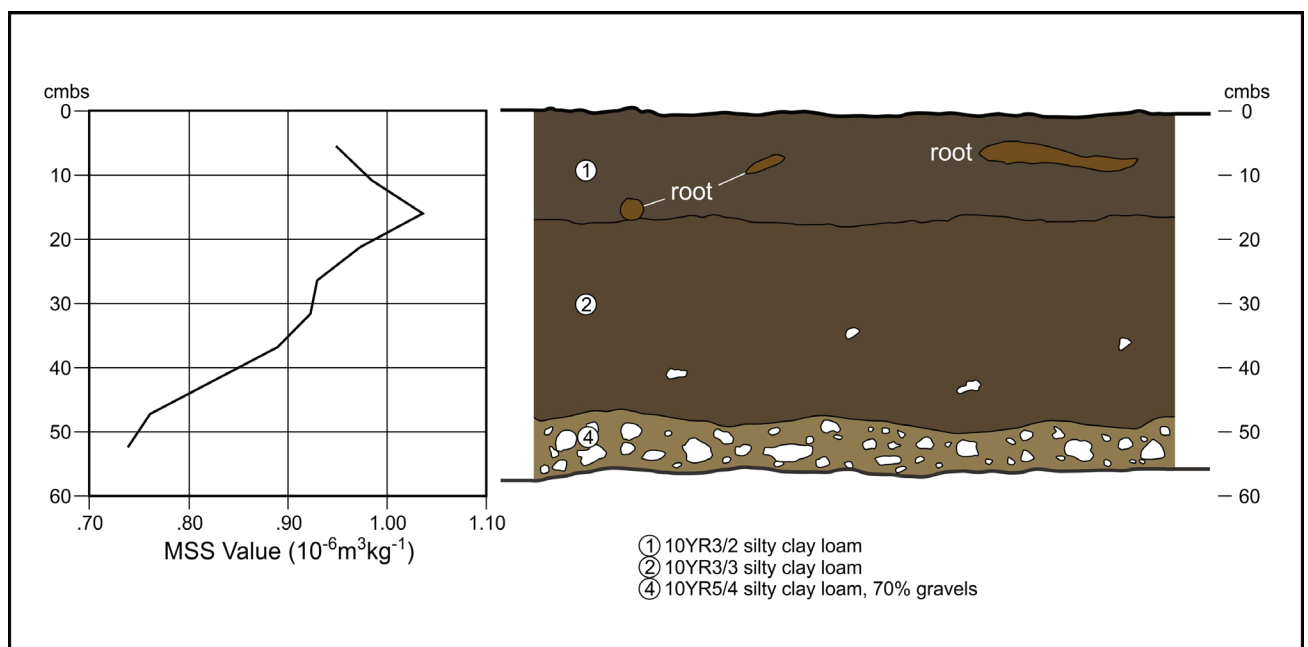 cmbs
0
10
20
30
40
50
60
.70 .80 .90 1.00 1.10
MSS Value (10⁻⁶m³kg⁻¹)
1
2
4
root
root
cmbs
0
10
20
30
40
50
60
1 10YR3/2 silty clay loam
2 10YR3/3 silty clay loam
4 10YR5/4 silty clay loam, 70% gravels